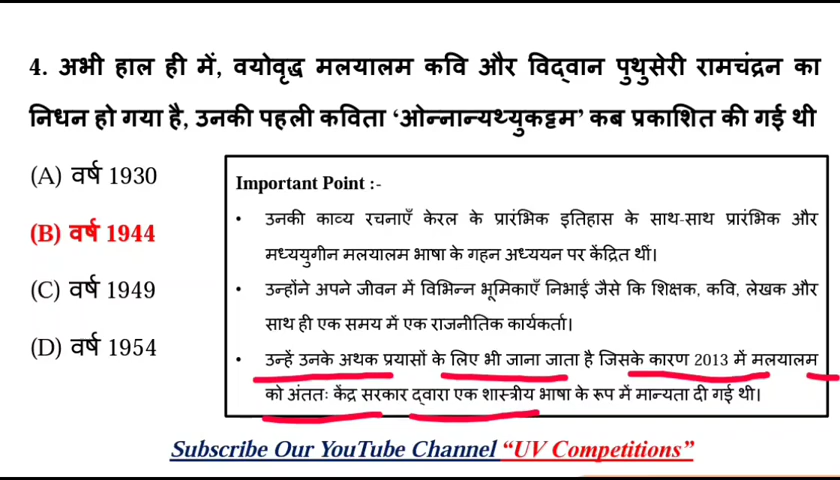 4. अभी हाल ही में, वयोवृद्ध मलयालम कवि और विद्वान पुथुसेरी रामचंद्रन का
निधन हो गया है, उनकी पहली कविता ‘ओन्नान्यथ्युकट्टम’ कब प्रकाशित की गई थी
(A) वर्ष 1930
(B) वर्ष 1944
(C) वर्ष 1949
(D) वर्ष 1954
Important Point :-
• उनकी काव्य रचनाएँ केरल के प्रारंभिक इतिहास के साथ-साथ प्रारंभिक और
मध्ययुगीन मलयालम भाषा के गहन अध्ययन पर केंद्रित थीं।
• उन्होंने अपने जीवन में विभिन्न भूमिकाएँ निभाईं जैसे कि शिक्षक, कवि, लेखक और
साथ ही एक समय में एक राजनीतिक कार्यकर्ता।
• उन्हें उनके अथक प्रयासों के लिए भी जाना जाता है जिसके कारण 2013 में मलयालम
को अंततः केंद्र सरकार द्वारा एक शास्त्रीय भाषा के रूप में मान्यता दी गई थी।
Subscribe Our YouTube Channel “UV Competitions”